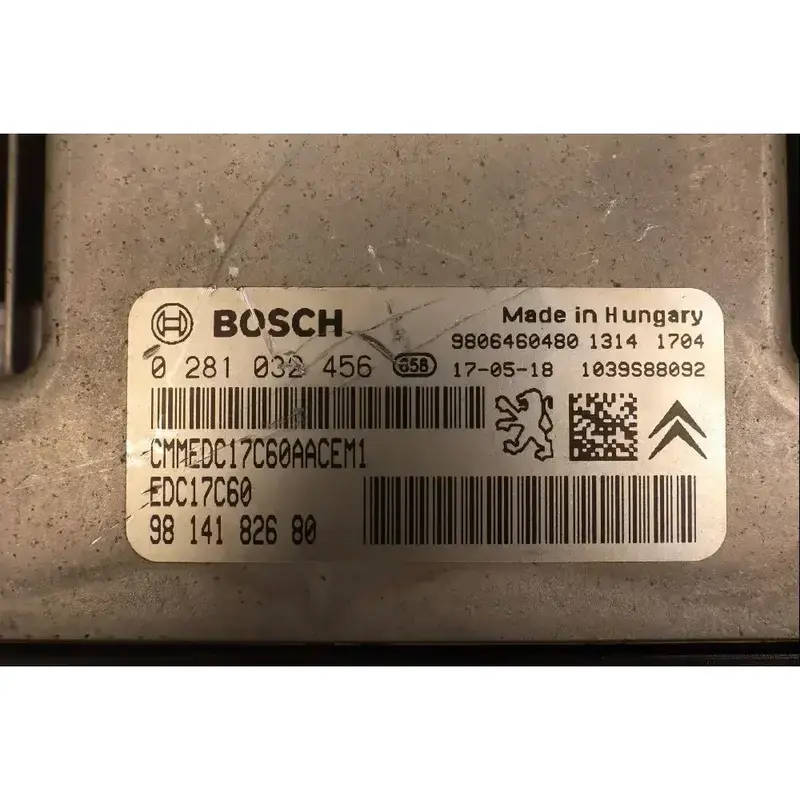 BOSCH
Made in Hungary
9806460480 1314 1704
0 281 032 456 658 17-05-18 1039S88092
CMMEDC17C60AACEM1
EDC17C60
98 141 826 80